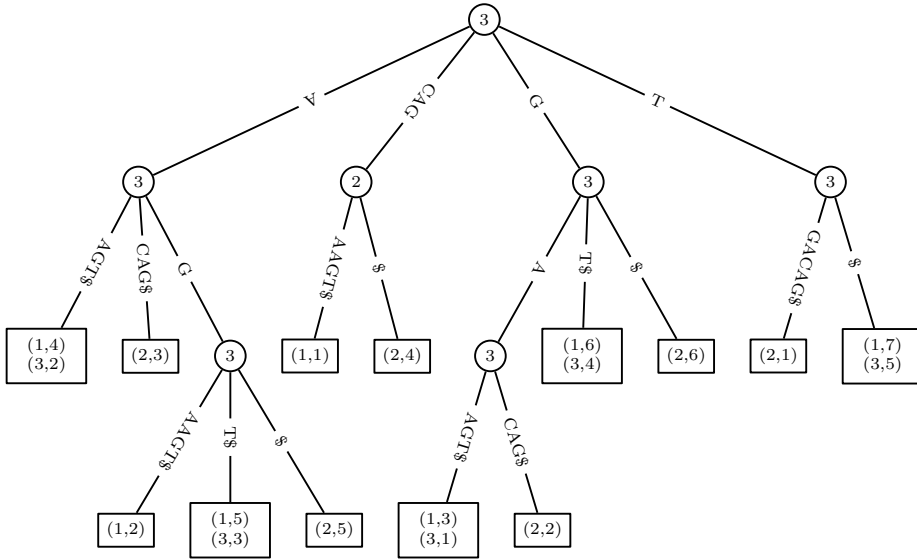 3
A
CAG
G
T
3
2
3
3
AGT$
CAG$
G
AAGT$
$
A
T$
$
GACAG$
$
(1,4)
(3,2)
(2,3)
3
(1,1)
(2,4)
3
(1,6)
(3,4)
(2,6)
(2,1)
(1,7)
(3,5)
AAGT$
T$
$
AGT$
CAG$
(1,2)
(1,5)
(3,3)
(2,5)
(1,3)
(3,1)
(2,2)